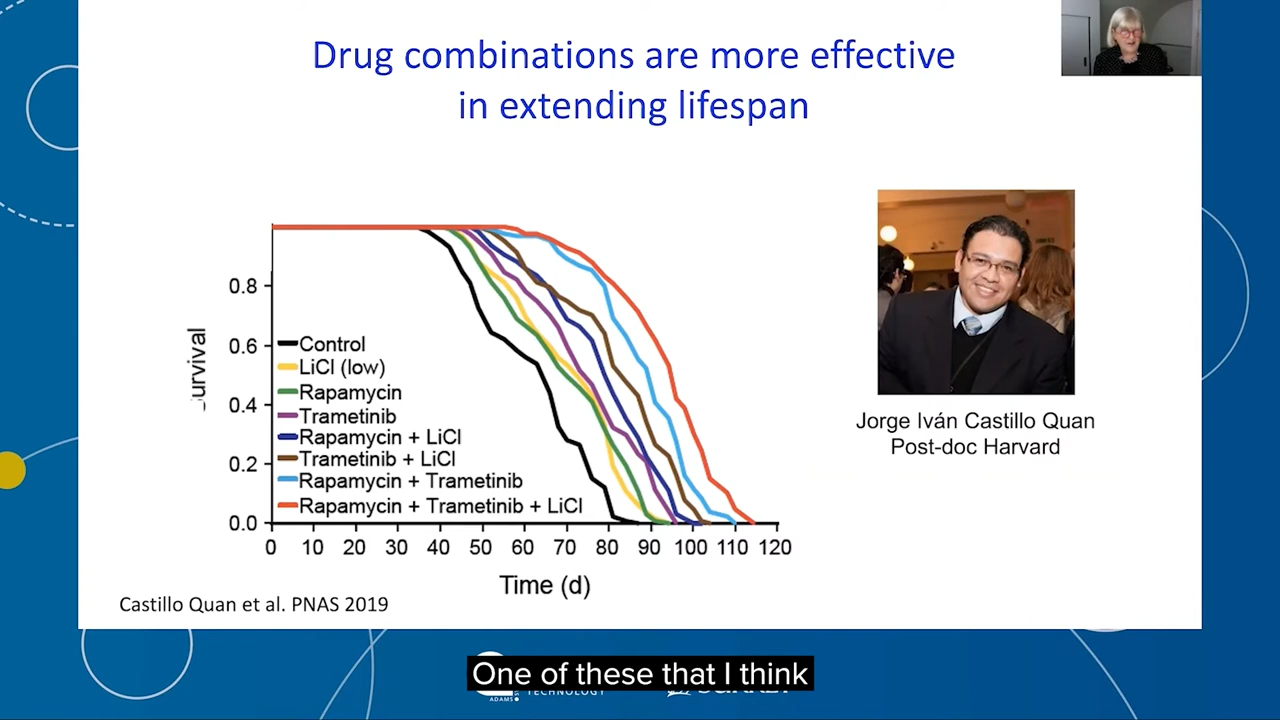 Drug combinations are more effective
in extending lifespan
0.8
0.6
0.4
0.2
0.0
Control
LiCl (low)
Rapamycin
Trametinib
Rapamycin + LiCl
Trametinib + LiCl
Rapamycin + Trametinib
Rapamycin + Trametinib + LiCl
0 10 20 30 40 50 60 70 80 90 100 110 120
Time (d)
Jorge Iván Castillo Quan
Post-doc Harvard
Castillo Quan et al. PNAS 2019
One of these that I think
ADAMS
TECHNOLOGY